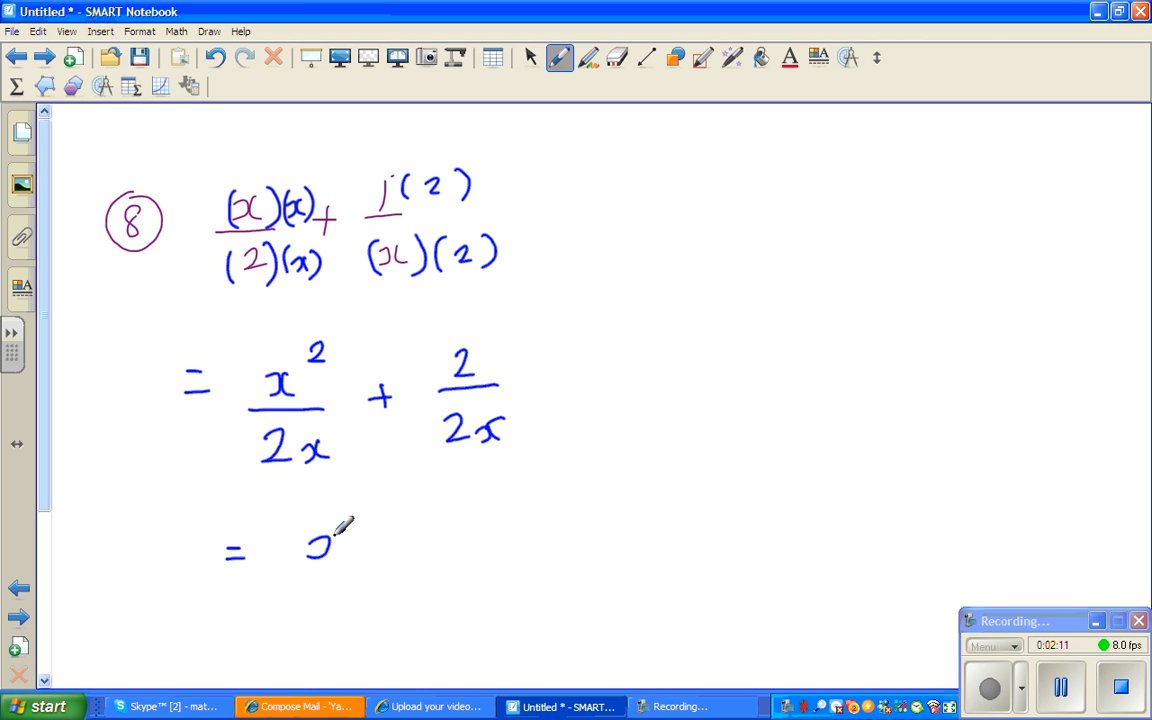 Untitled * - SMART Notebook
File Edit View Insert Format Math Draw Help
8 (x)(x) + 1(2)
(2)(x) (x)(2)
= x² + 2
2x 2x
=
Recording...
Menu 0:02:11 8.0 fps
start Skype™ [2] - mat... Compose Mail - 'Ya... Upload your video... Untitled * - SMART... Recording...